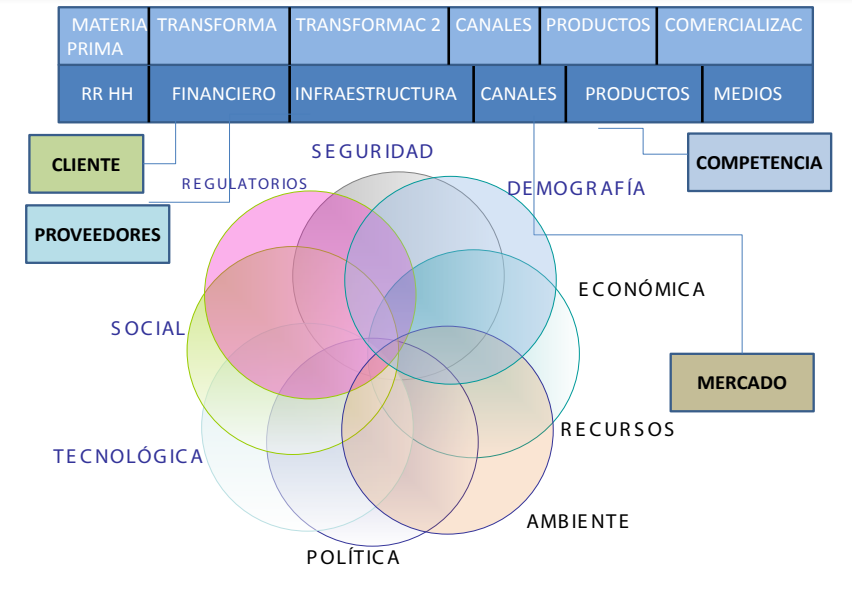 MATERIA PRIMA
TRANSFORMA
TRANSFORMAC 2
CANALES
PRODUCTOS
COMERCIALIZAC
RR HH
FINANCIERO
INFRAESTRUCTURA
CANALES
PRODUCTOS
MEDIOS
CLIENTE
SEGURIDAD
COMPETENCIA
REGULATORIOS
DEMOGRAFÍA
PROVEEDORES
ECONÓMICA
SOCIAL
MERCADO
RECURSOS
TECNOLÓGICA
AMBIENTE
POLÍTICA